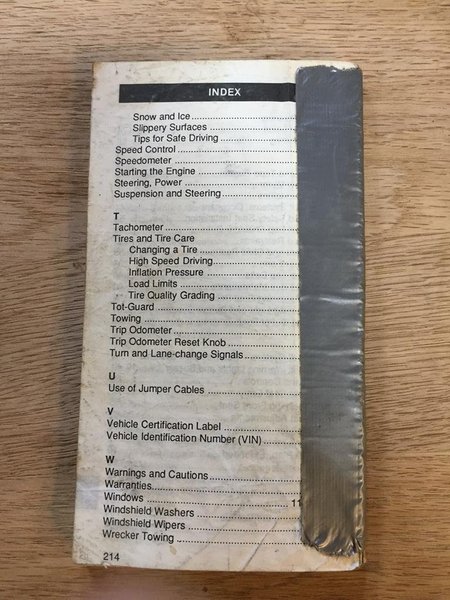 INDEX
Snow and Ice
Slippery Surfaces
Tips for Safe Driving
Speed Control
Speedometer
Starting the Engine
Steering, Power
Suspension and Steering
T
Tachometer
Tires and Tire Care
Changing a Tire
High Speed Driving
Inflation Pressure
Load Limits
Tire Quality Grading
Tot-Guard
Towing
Trip Odometer
Trip Odometer Reset Knob
Turn and Lane-change Signals
U
Use of Jumper Cables
V
Vehicle Certification Label
Vehicle Identification Number (VIN)
W
Warnings and Cautions
Warranties
Windows 11
Windshield Washers
Windshield Wipers
Wrecker Towing
214